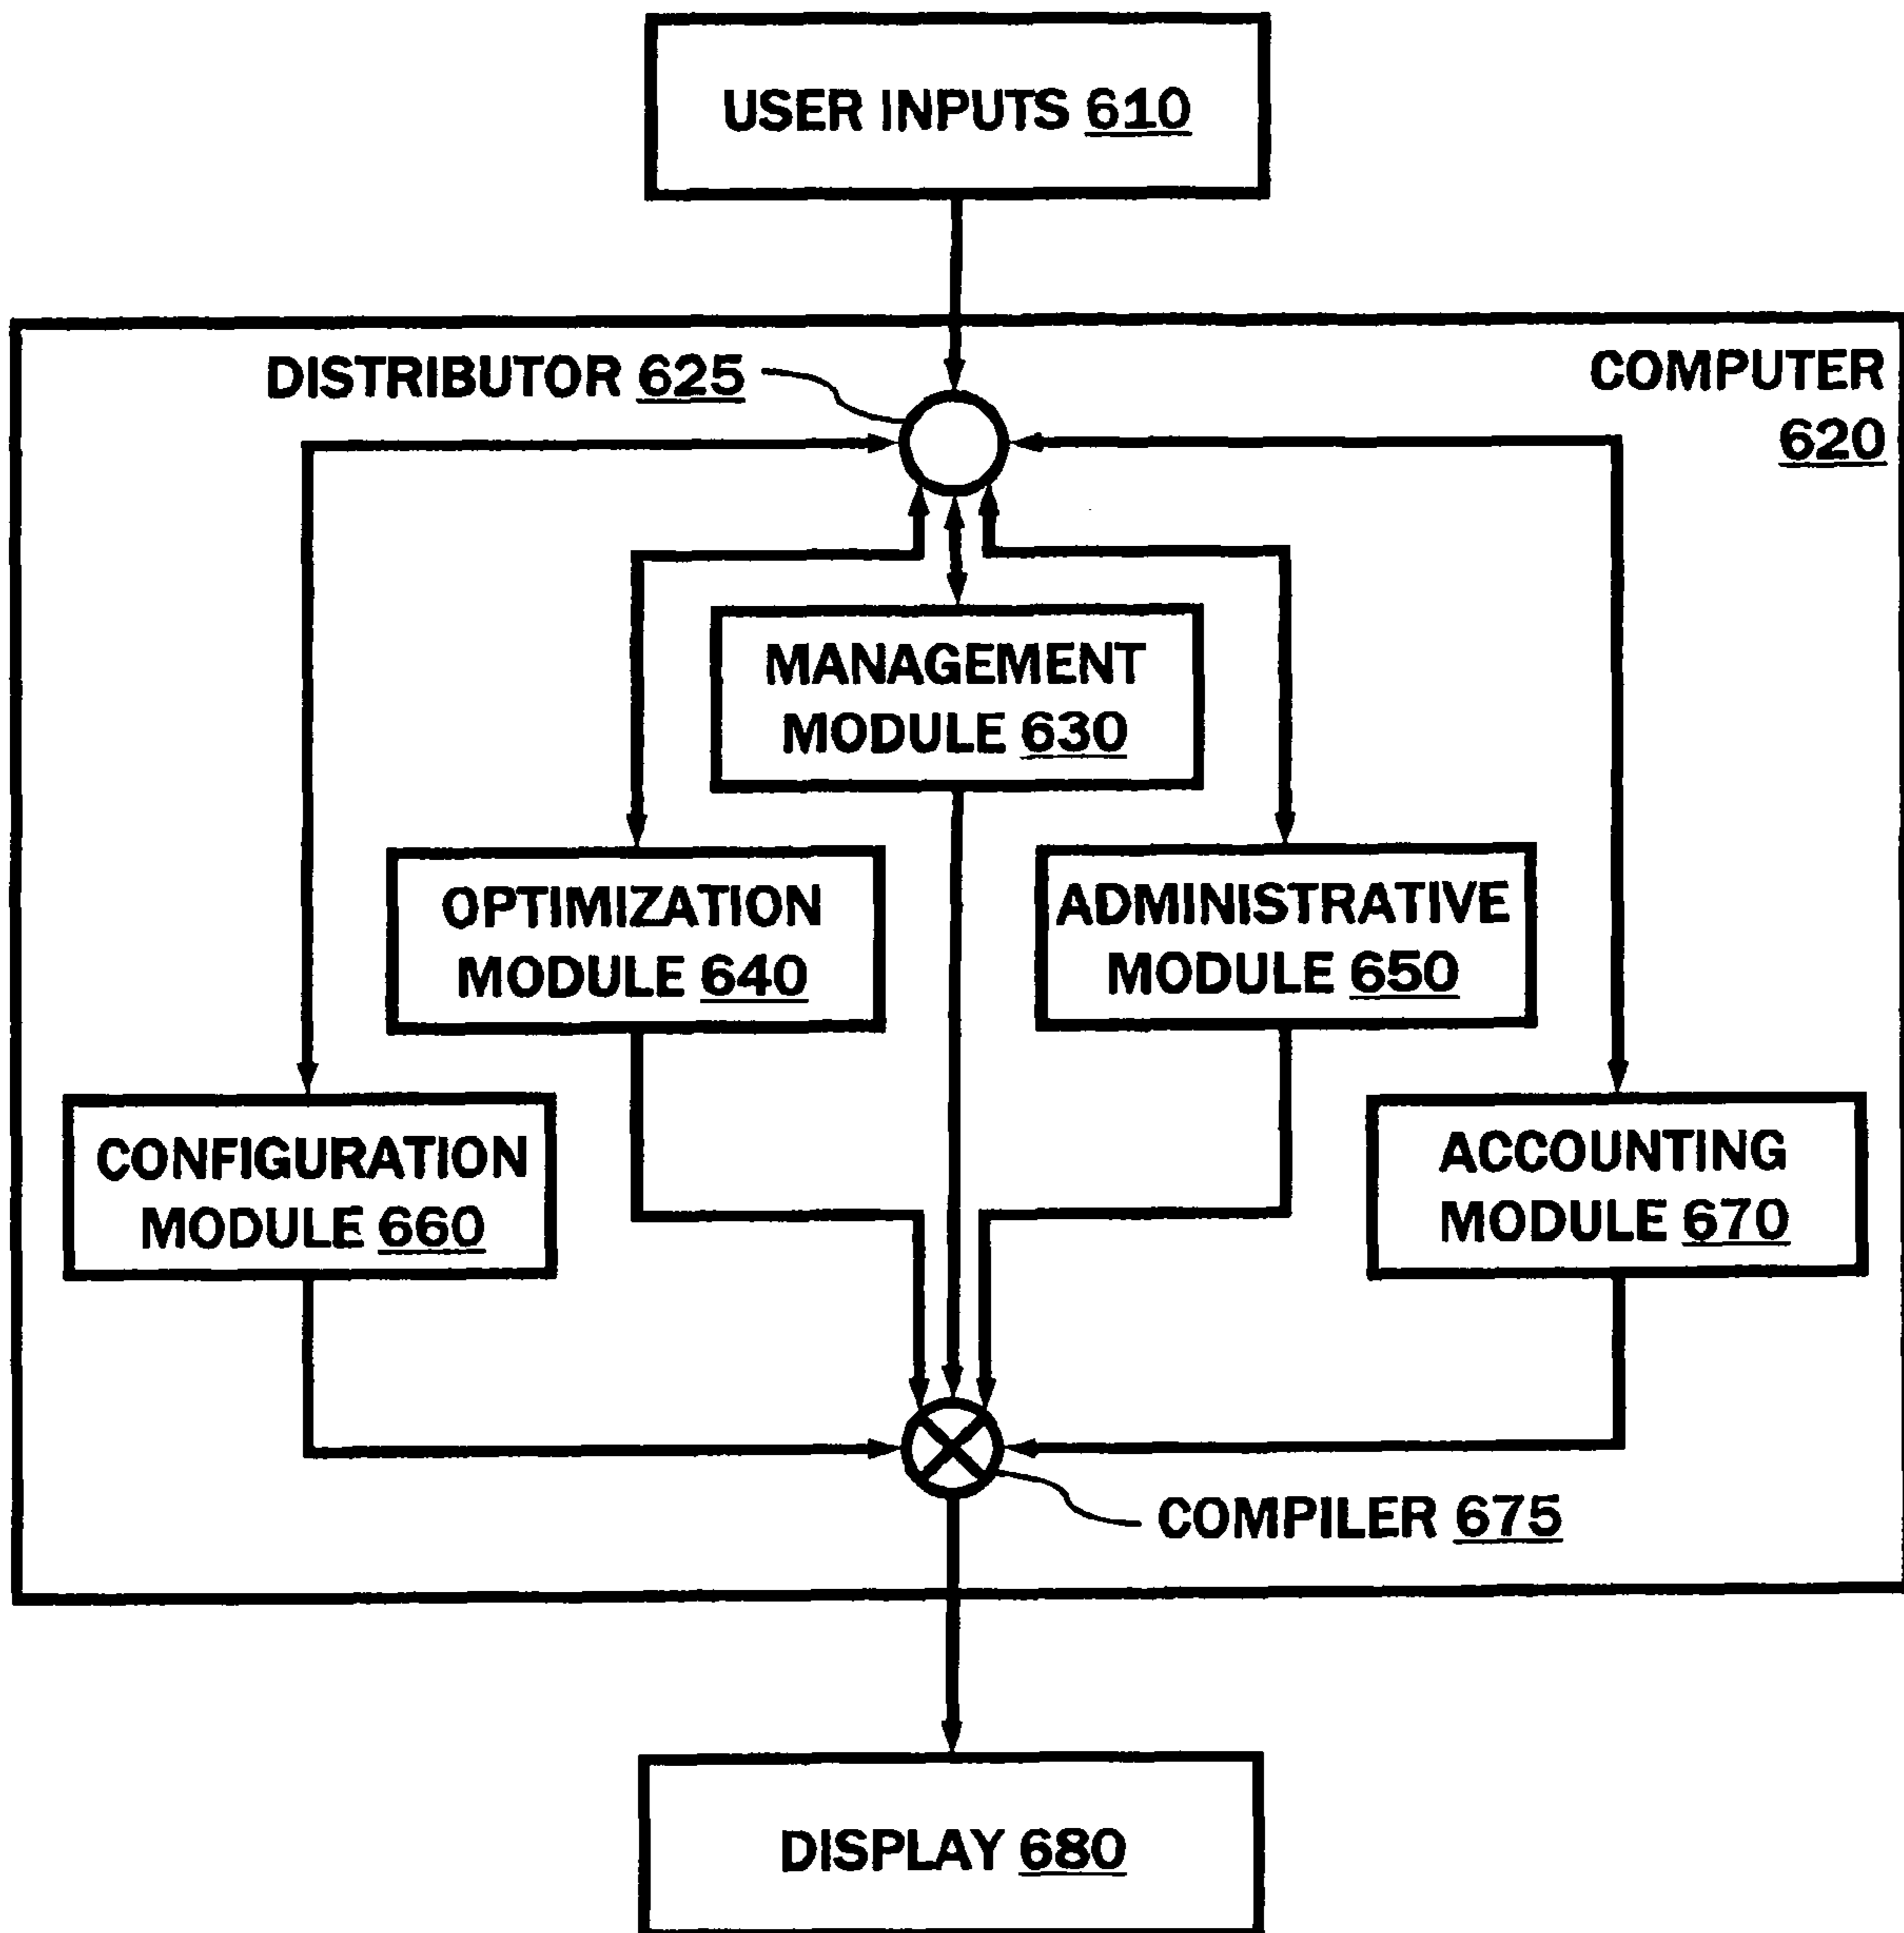 USER INPUTS 610
DISTRIBUTOR 625
COMPUTER
620
MANAGEMENT
MODULE 630
OPTIMIZATION
MODULE 640
ADMINISTRATIVE
MODULE 650
CONFIGURATION
MODULE 660
ACCOUNTING
MODULE 670
COMPILER 675
DISPLAY 680